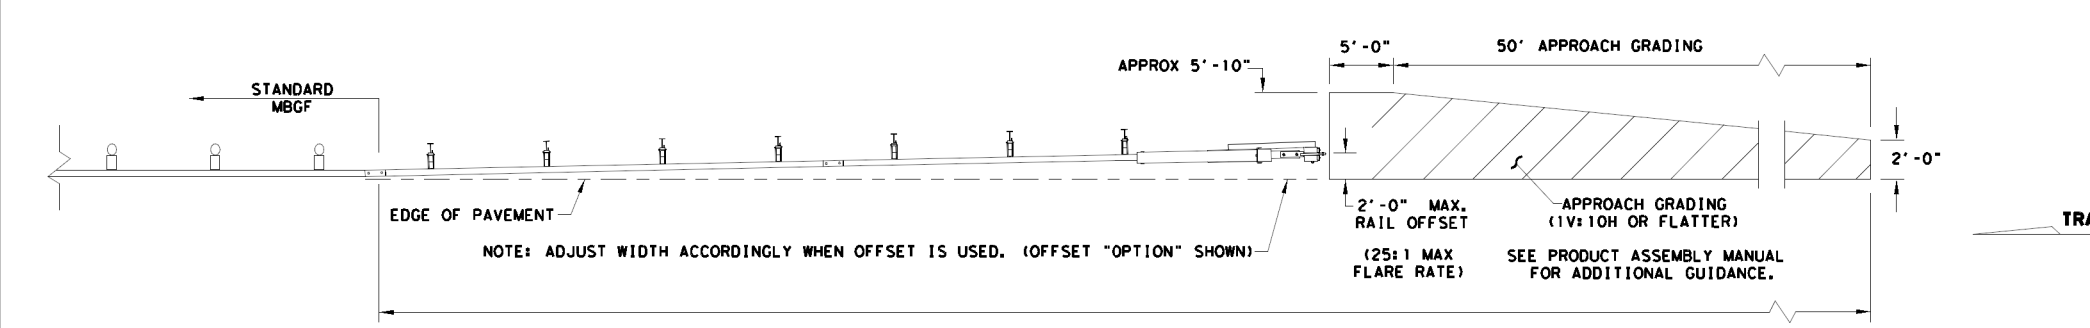 5'-0"
50' APPROACH GRADING
APPROX 5'-10"
STANDARD
MBGF
2'-0"
EDGE OF PAVEMENT
2'-0" MAX.
RAIL OFFSET
APPROACH GRADING
(1V:10H OR FLATTER)
TRA
NOTE: ADJUST WIDTH ACCORDINGLY WHEN OFFSET IS USED. (OFFSET "OPTION" SHOWN)
(25:1 MAX
FLARE RATE)
SEE PRODUCT ASSEMBLY MANUAL
FOR ADDITIONAL GUIDANCE.